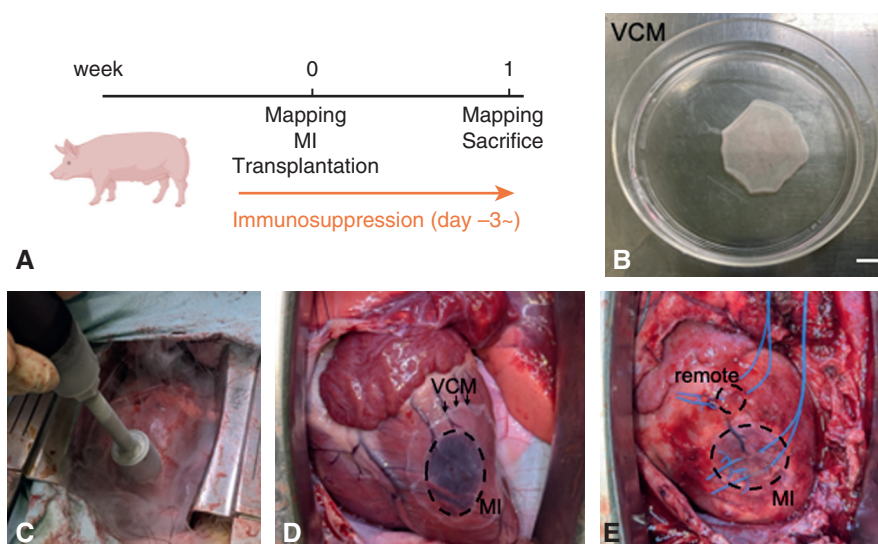 week 0 1
Mapping Mapping
MI Sacrifice
Transplantation
Immunosuppression (day –3~)
A
VCM
B
C
VCM
MI
D
remote
MI
E